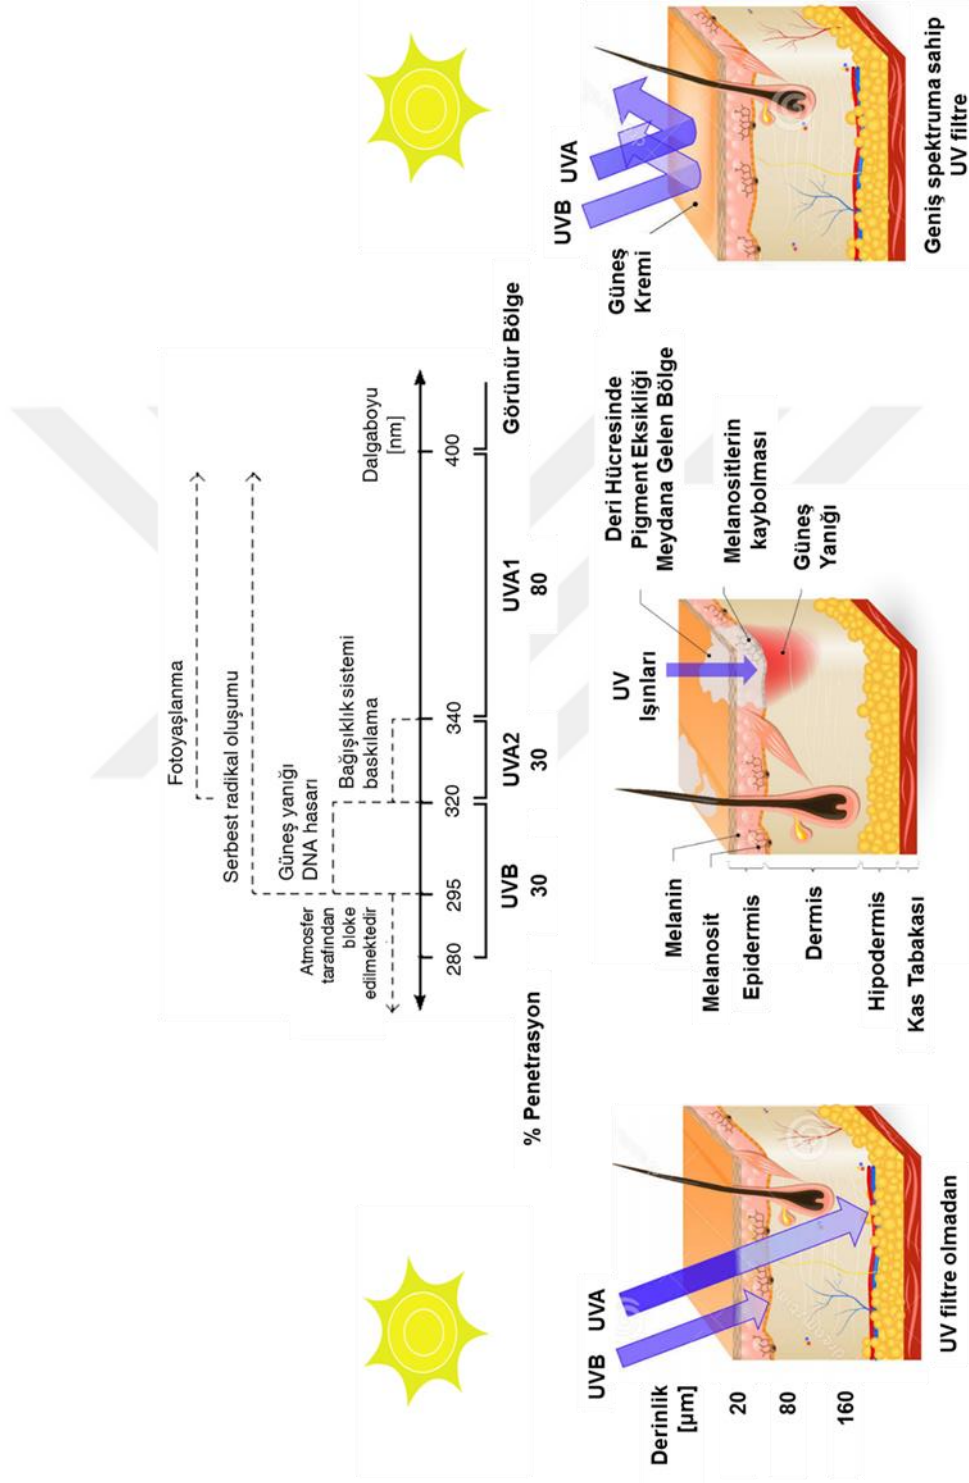 Fotoyaşlanma
Serbest radikal oluşumu
Güneş yanığı
DNA hasarı
Bağışıklık sistemi
baskılama
Atmosfer
tarafından
bloke
edilmektedir
Dalgaboyu
[nm]
280
295
320
340
400
UVB
UVA2
UVA1
Görünür Bölge
% Penetrasyon
30
30
80
UVB
UVA
Derinlik
[µm]
20
80
160
UV filtre olmadan
Melanin
Melanosit
Epidermis
Dermis
Hipodermis
Kas Tabakası
UV
Işınları
Deri Hücresinde
Pigment Eksikliği
Meydana Gelen Bölge
Melanositlerin
kaybolması
Güneş
Yanığı
UVB
UVA
Güneş
Kremi
Geniş spektruma sahip
UV filtre